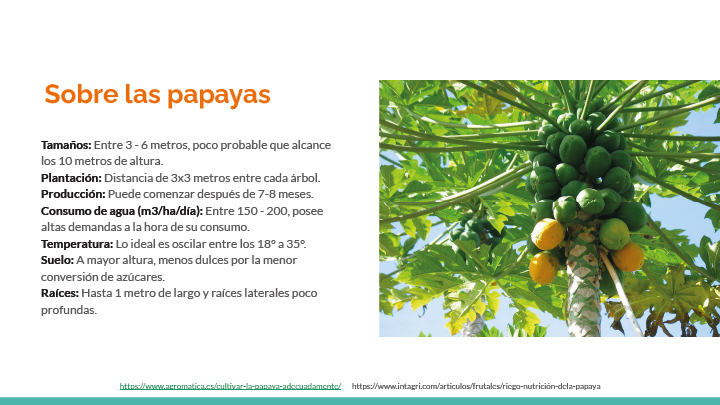 Sobre las papayas
Tamaños: Entre 3 - 6 metros, poco probable que alcance
los 10 metros de altura.
Plantación: Distancia de 3x3 metros entre cada árbol.
Producción: Puede comenzar después de 7-8 meses.
Consumo de agua (m3/ha/día): Entre 150 - 200, posee
altas demandas a la hora de su consumo.
Temperatura: Lo ideal es oscilar entre los 18º a 35º.
Suelo: A mayor altura, menos dulces por la menor
conversión de azúcares.
Raíces: Hasta 1 metro de largo y raíces laterales poco
profundas.
https://www.agromatica.es/cultivar-la-papaya-adecuadamente/ https://www.intagri.com/articulos/frutales/riego-nutrición-dela-papaya